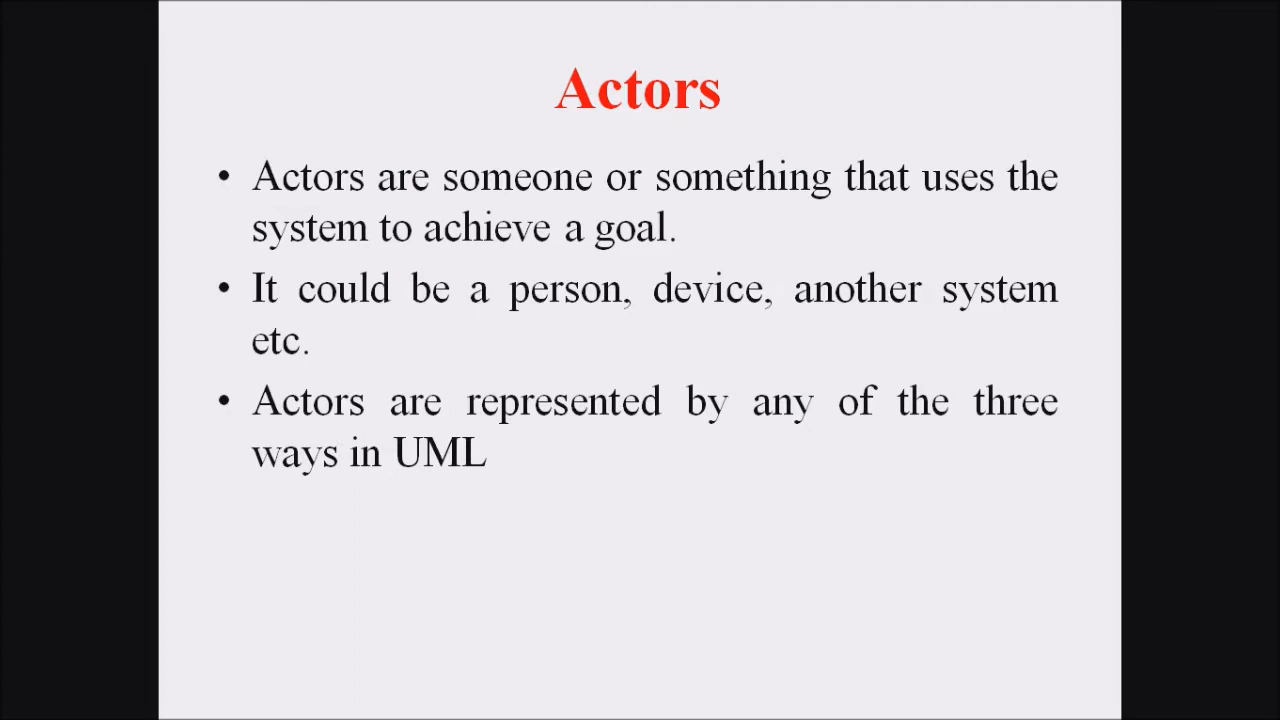 Actors
• Actors are someone or something that uses the
system to achieve a goal.
• It could be a person, device, another system
etc.
• Actors are represented by any of the three
ways in UML